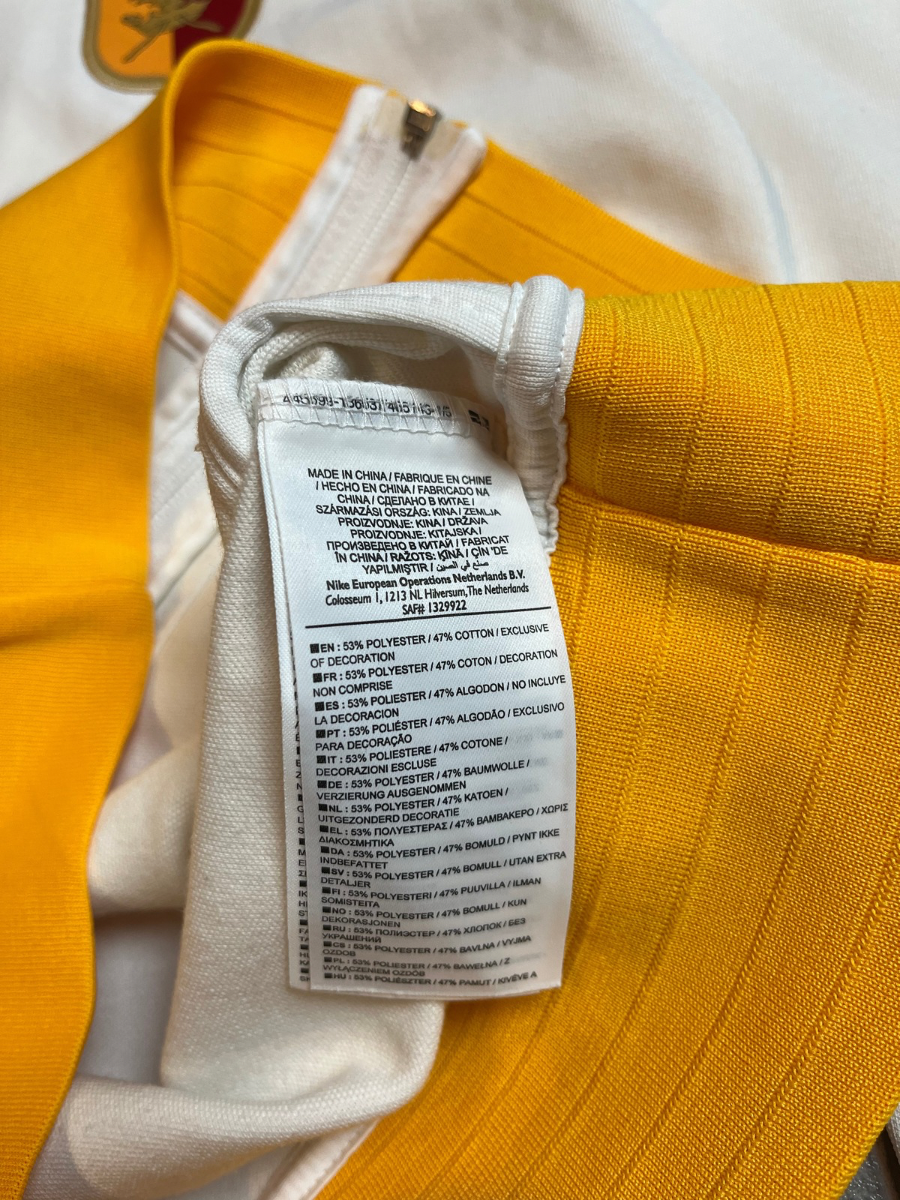 MADE IN CHINA / FABRIQUE EN CHINE
/ HECHO EN CHINA / FABRICADO NA
CHINA / СДЕЛАНО В КИТАЕ /
SZÁRMAZÁSI ORSZÁG: KINA / ZEMLJA
PROIZVODNJE: KINA / DRŽAVA
PROIZVODNJE: KITAJSKA /
ПРОИЗВЕДЕНО В КИТАЙ / FABRICAT
ÎN CHINA / RAŽOTS: ĶĪNĀ / ÇİN 'DE
YAPILMIŞTIR / صنع في الصين
Nike European Operations Netherlands B.V.
Colosseum 1, 1213 NL Hilversum, The Netherlands
SAF# 1329922
EN : 53% POLYESTER / 47% COTTON / EXCLUSIVE
OF DECORATION
FR : 53% POLYESTER / 47% COTON / DECORATION
NON COMPRISE
ES : 53% POLIESTER / 47% ALGODON / NO INCLUYE
LA DECORACION
PT : 53% POLIÉSTER / 47% ALGODÃO / EXCLUSIVO
PARA DECORAÇÃO
IT : 53% POLIESTERE / 47% COTONE /
DECORAZIONI ESCLUSE
DE : 53% POLYESTER / 47% BAUMWOLLE /
VERZIERUNG AUSGENOMMEN
NL : 53% POLYESTER / 47% KATOEN /
UITGEZONDERD DECORATIE
EL : 53% ΠΟΛΥΕΣΤΕΡΑΣ / 47% ΒΑΜΒΑΚΕΡΟ / ΧΩΡΙΣ
ΔΙΑΚΟΣΜΗΤΙΚΑ
DA : 53% POLYESTER / 47% BOMULD / PYNT IKKE
INDBEFATTET
SV : 53% POLYESTER / 47% BOMULL / UTAN EXTRA
DETALJER
FI : 53% POLYESTERI / 47% PUUVILLA / ILMAN
SOMISTEITA
NO : 53% POLYESTER / 47% BOMULL / KUN
DEKORASJONEN
RU : 53% ПОЛИЭСТЕР / 47% ХЛОПОК / БЕЗ
УКРАШЕНИЙ
CS : 53% POLYESTER / 47% BAVLNA / VYJMA
OZDOB
PL : 53% POLIESTER / 47% BAWEŁNA / Z
WYŁĄCZENIEM OZDÓB
HU : 53% POLIÉSZTER / 47% PAMUT / KIVÉVE A